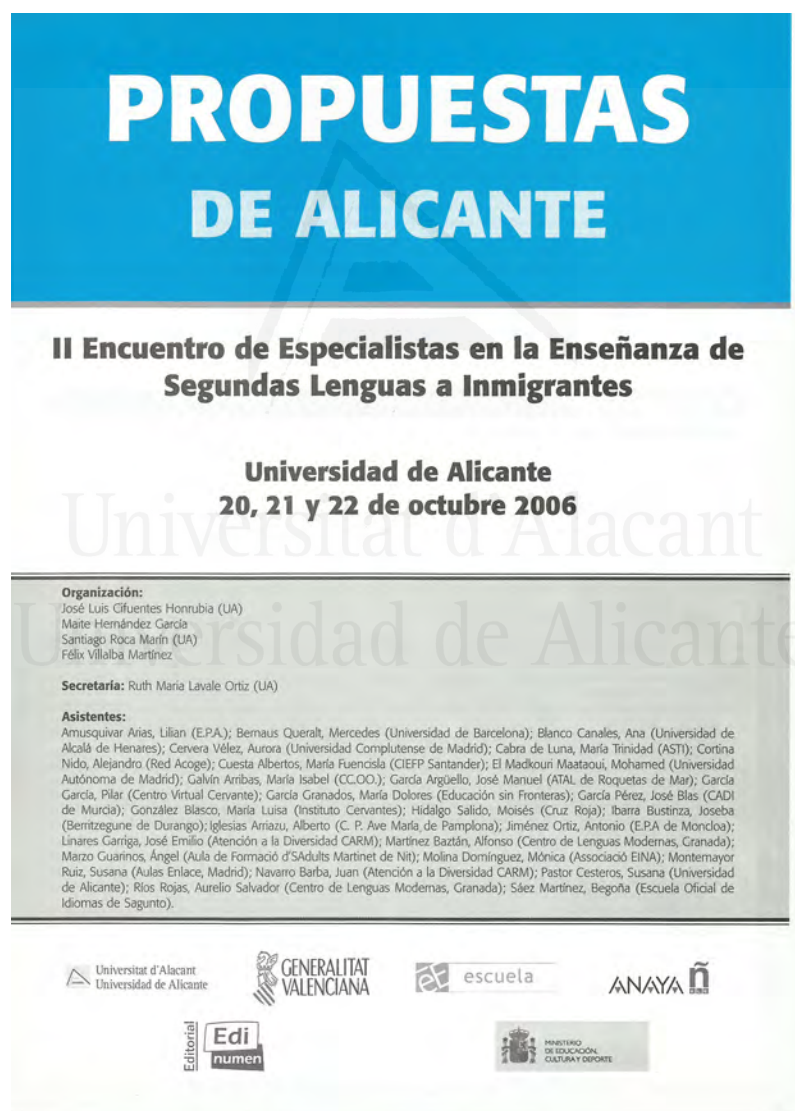 PROPUESTAS
DE ALICANTE
II Encuentro de Especialistas en la Enseñanza de
Segundas Lenguas a Inmigrantes
Universidad de Alicante
20, 21 y 22 de octubre 2006
Universitat d'Alacant
Universidad de Alicante
Organización:
José Luis Cifuentes Honrubia (UA)
Maite Hernández García
Santiago Roca Marín (UA)
Félix Villalba Martínez
Secretaría: Ruth María Lavale Ortiz (UA)
Asistentes:
Amusquivar Arias, Lilian (E.P.A.); Bernaus Queralt, Mercedes (Universidad de Barcelona); Blanco Canales, Ana (Universidad de
Alcalá de Henares); Cervera Vélez, Aurora (Universidad Complutense de Madrid); Cabra de Luna, María Trinidad (ASTI); Cortina
Nido, Alejandro (Red Acoge); Cuesta Albertos, María Fuencisla (CIEFP Santander); El Madkouri Maataoui, Mohamed (Universidad
Autónoma de Madrid); Galvín Arribas, María Isabel (CC.OO.); García Argüello, José Manuel (ATAL de Roquetas de Mar); García
García, Pilar (Centro Virtual Cervante); García Granados, María Dolores (Educación sin Fronteras); García Pérez, José Blas (CADI
de Murcia); González Blasco, María Luisa (Instituto Cervantes); Hidalgo Salido, Moisés (Cruz Roja); Ibarra Bustinza, Joseba
(Berritzegune de Durango); Iglesias Arriazu, Alberto (C. P. Ave María de Pamplona); Jiménez Ortiz, Antonio (E.P.A de Moncloa);
Linares Garriga, José Emilio (Atención a la Diversidad CARM); Martínez Baztán, Alfonso (Centro de Lenguas Modernas, Granada);
Marzo Guarinos, Ángel (Aula de Formació d'SAdults Martinet de Nit); Molina Domínguez, Mónica (Associació EINA); Montemayor
Ruiz, Susana (Aulas Enlace, Madrid); Navarro Barba, Juan (Atención a la Diversidad CARM); Pastor Cesteros, Susana (Universidad
de Alicante); Ríos Rojas, Aurelio Salvador (Centro de Lenguas Modernas, Granada); Sáez Martínez, Begoña (Escuela Oficial de
Idiomas de Sagunto).
Universitat d'Alacant
Universidad de Alicante
GENERALITAT
VALENCIANA
escuela
ANAYA ñ
Editorial
Edi
numen
MINISTERIO
DE EDUCACIÓN,
CULTURA Y DEPORTE